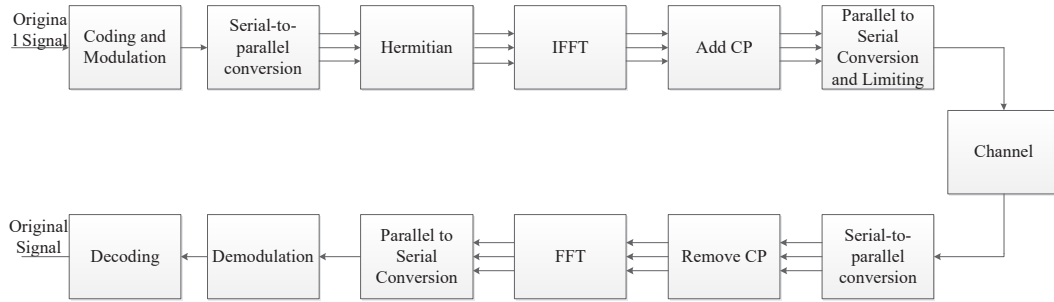 Origina
l Signal
Coding and
Modulation
Serial-to-
parallel
conversion
Hermitian
IFFT
Add CP
Parallel to
Serial
Conversion
and Limiting
Channel
Original
Signal
Decoding
Demodulation
Parallel to
Serial
Conversion
FFT
Remove CP
Serial-to-
parallel
conversion